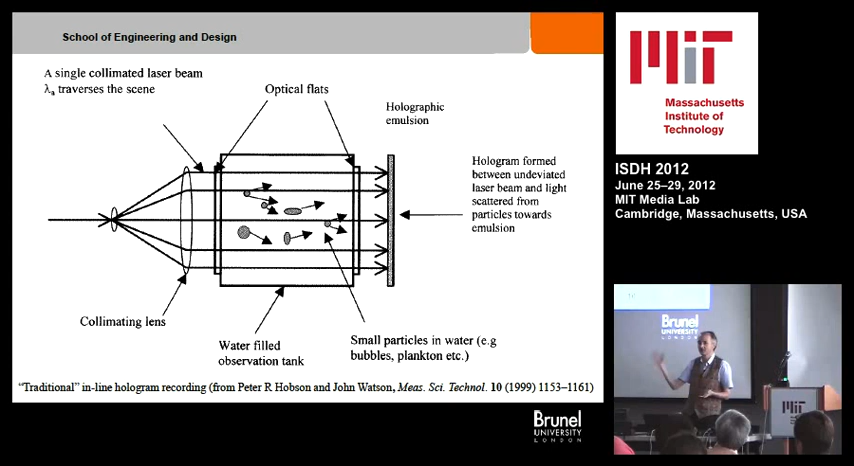 School of Engineering and Design
A single collimated laser beam
λa traverses the scene
Optical flats
Holographic
emulsion
Hologram formed
between undeviated
laser beam and light
scattered from
particles towards
emulsion
Collimating lens
Water filled
observation tank
Small particles in water (e.g
bubbles, plankton etc.)
“Traditional” in-line hologram recording (from Peter R Hobson and John Watson, Meas. Sci. Technol. 10 (1999) 1153–1161)
Brunel
UNIVERSITY
LONDON
MIT
Massachusetts
Institute of
Technology
ISDH 2012
June 25–29, 2012
MIT Media Lab
Cambridge, Massachusetts, USA
Brunel
UNIVERSITY
LONDON
MIT